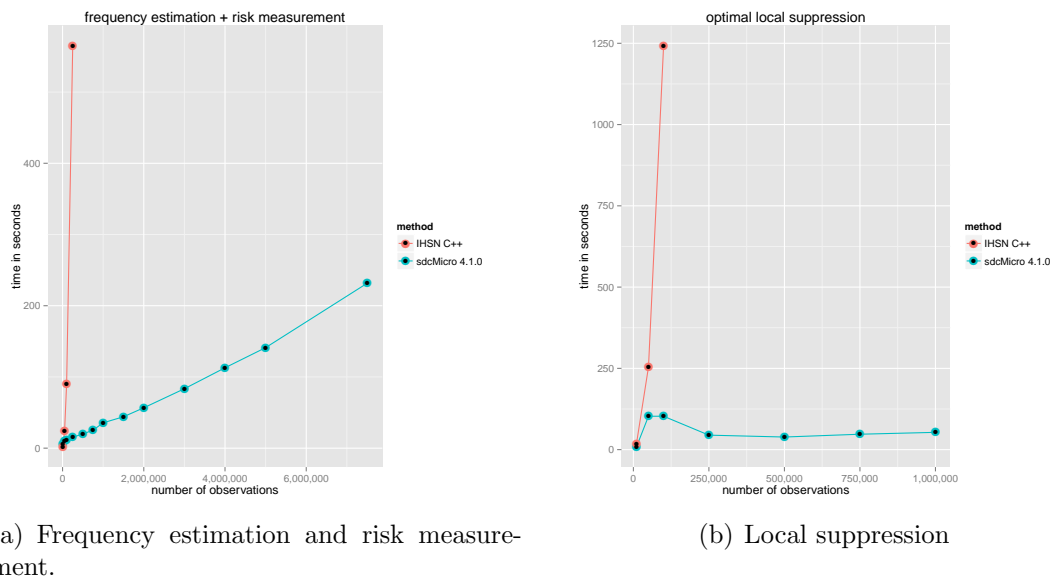 frequency estimation + risk measurement
400
200
0
time in seconds
0
2,000,000
4,000,000
6,000,000
number of observations
method
IHSN C++
sdcMicro 4.1.0
optimal local suppression
1250
1000
750
500
250
0
time in seconds
0
250,000
500,000
750,000
1,000,000
number of observations
method
IHSN C++
sdcMicro 4.1.0
a) Frequency estimation and risk measure-
ment.
(b) Local suppression